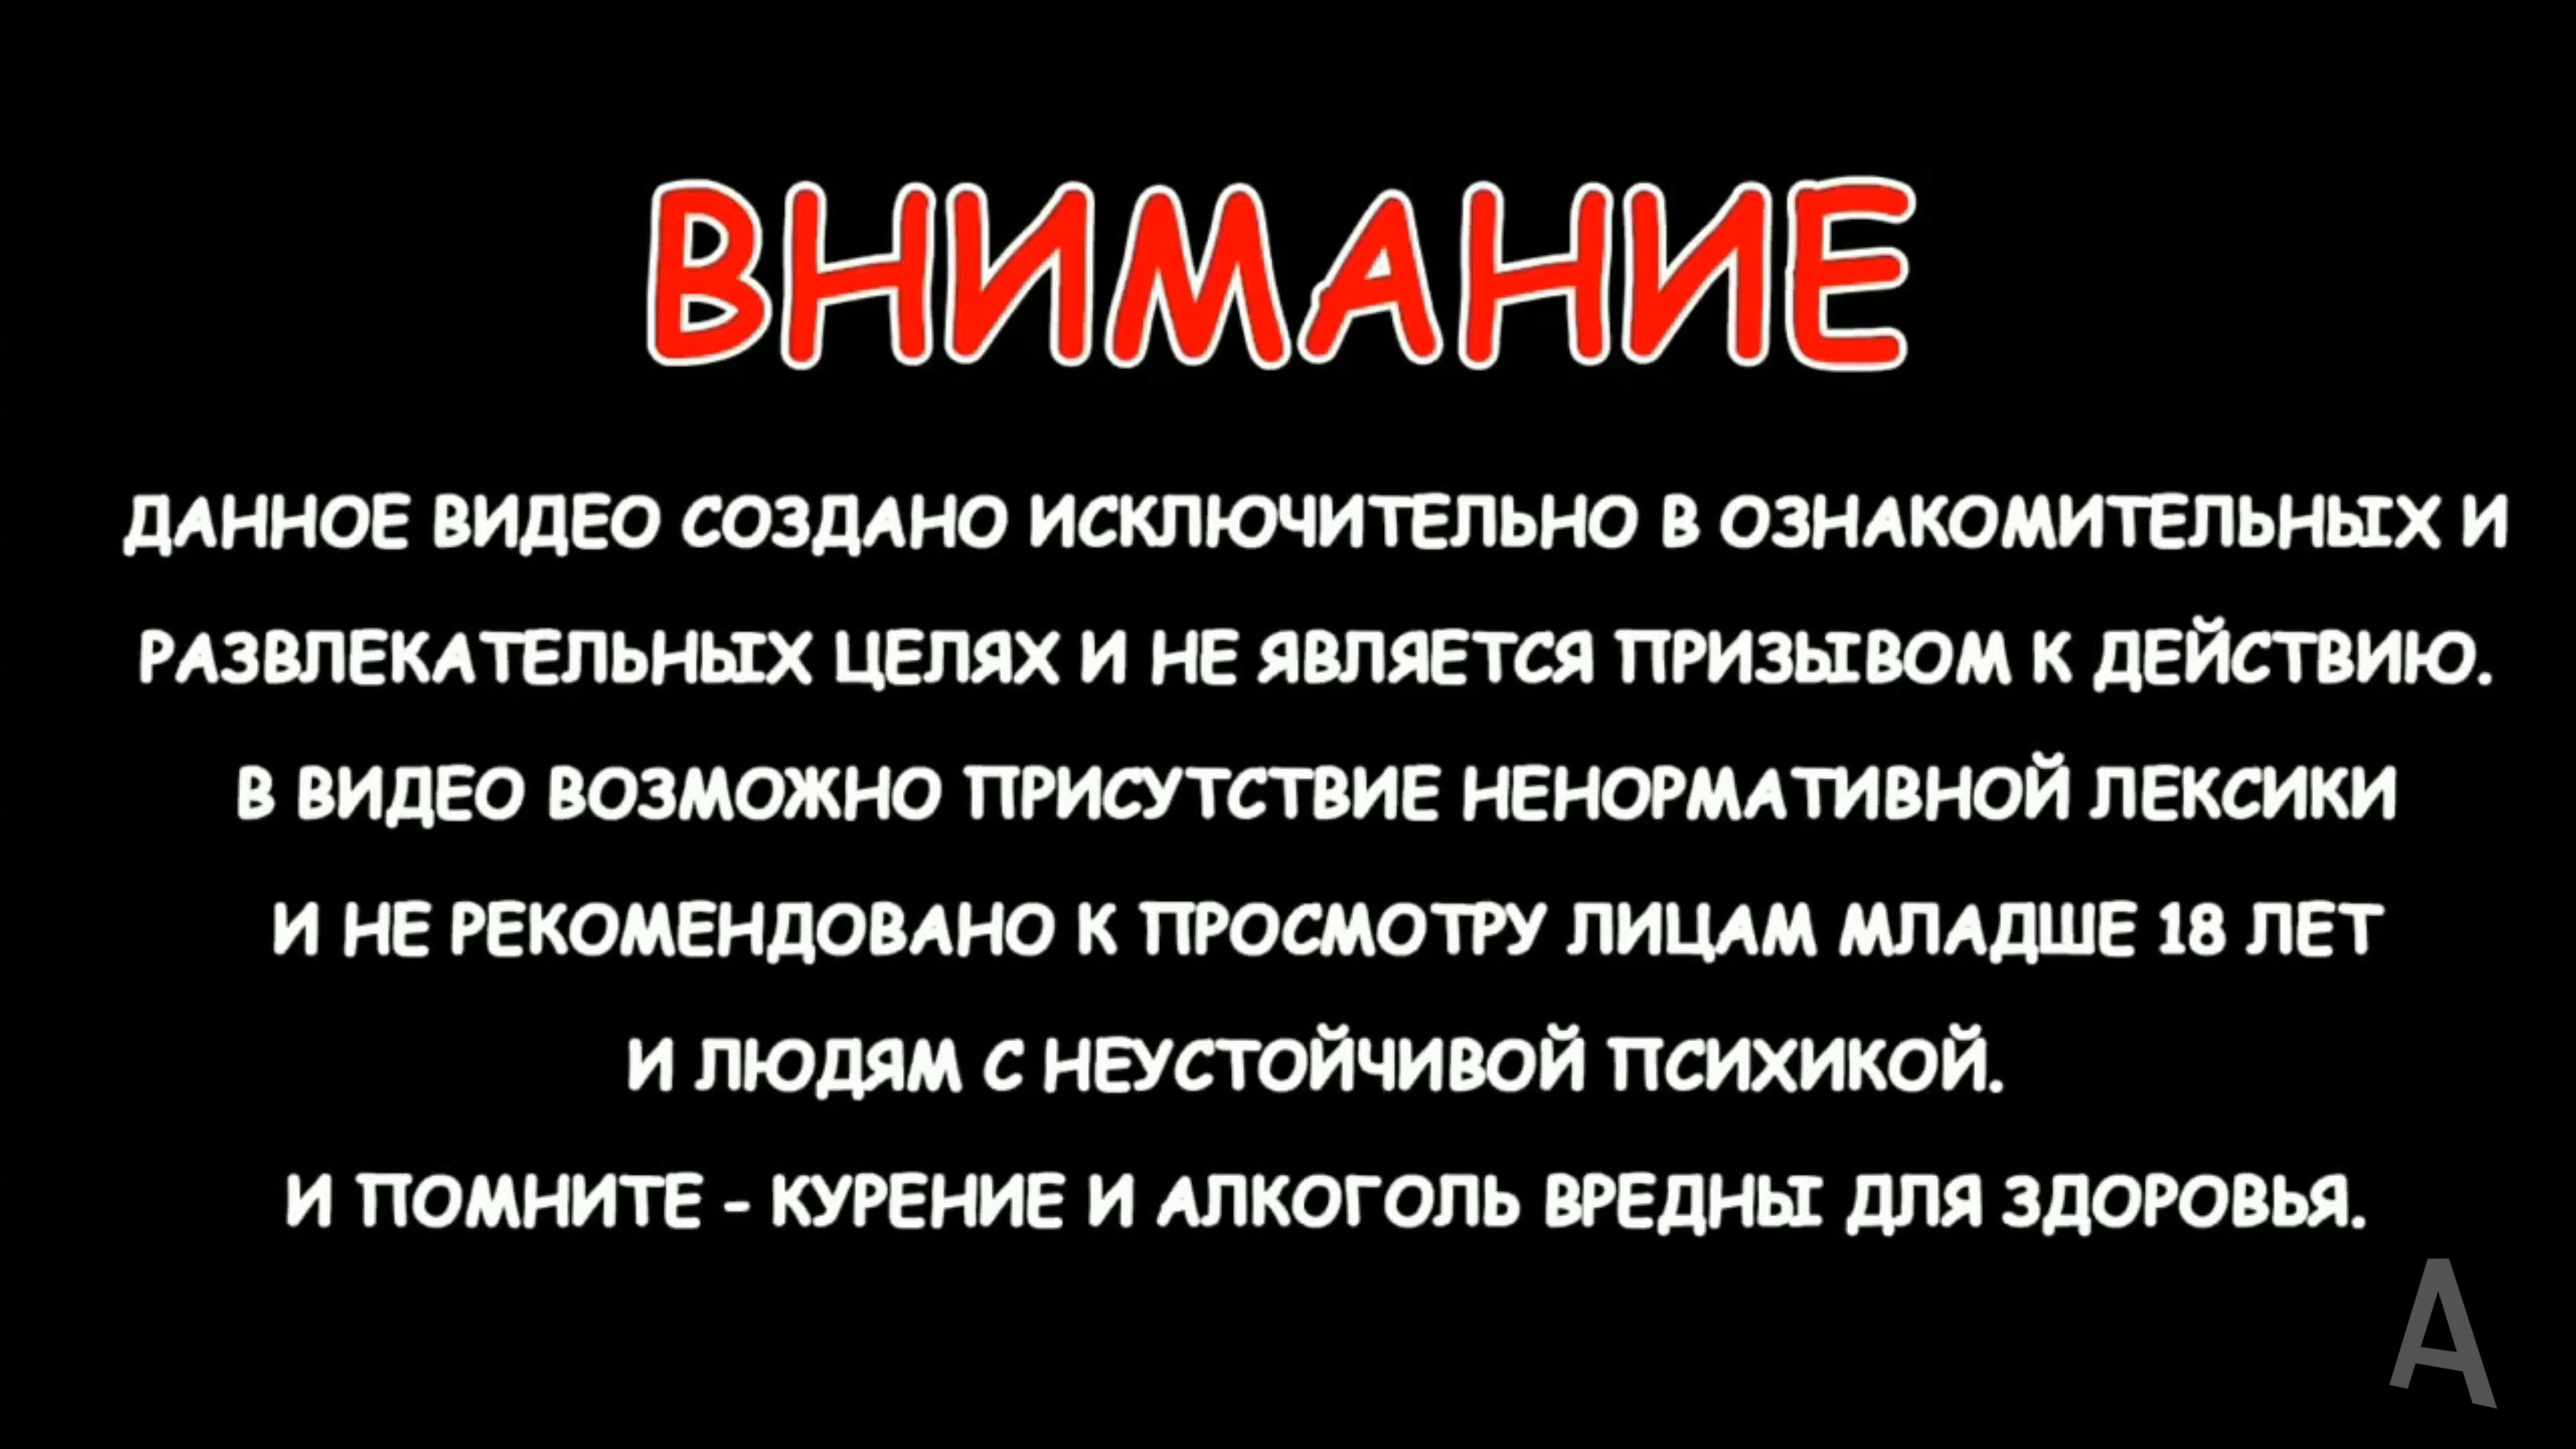 ВНИМАНИЕ
ДАННОЕ ВИДЕО СОЗДАНО ИСКЛЮЧИТЕЛЬНО В ОЗНАКОМИТЕЛЬНЫХ И
РАЗВЛЕКАТЕЛЬНЫХ ЦЕЛЯХ И НЕ ЯВЛЯЕТСЯ ПРИЗЫВОМ К ДЕЙСТВИЮ.
В ВИДЕО ВОЗМОЖНО ПРИСУТСТВИЕ НЕНОРМАТИВНОЙ ЛЕКСИКИ
И НЕ РЕКОМЕНДОВАНО К ПРОСМОТРУ ЛИЦАМ МЛАДШЕ 18 ЛЕТ
И ЛЮДЯМ С НЕУСТОЙЧИВОЙ ПСИХИКОЙ.
И ПОМНИТЕ - КУРЕНИЕ И АЛКОГОЛЬ ВРЕДНЫ ДЛЯ ЗДОРОВЬЯ.
А